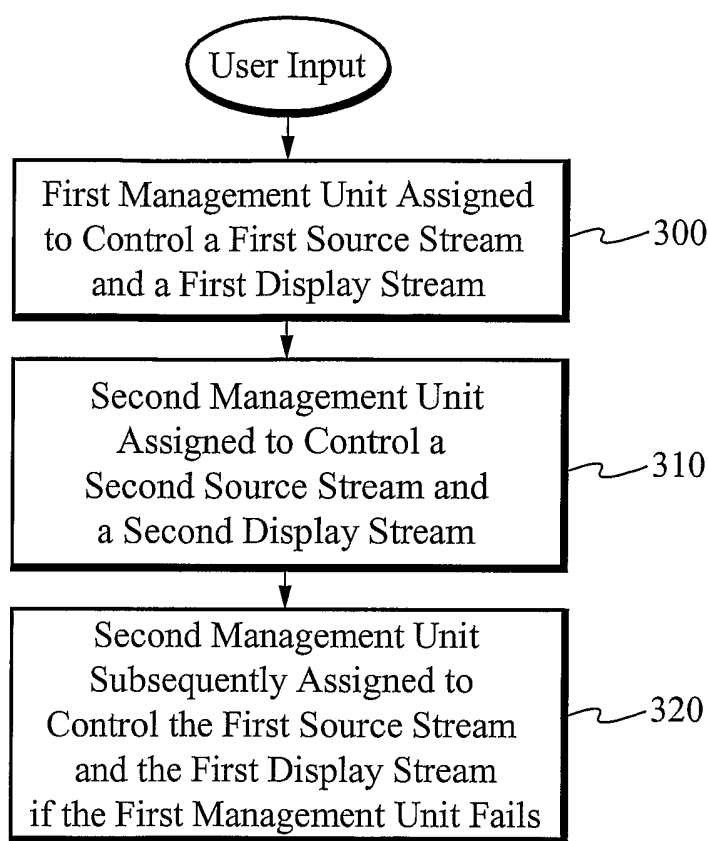 User Input
First Management Unit Assigned
to Control a First Source Stream
and a First Display Stream
300
Second Management Unit
Assigned to Control a
Second Source Stream and
a Second Display Stream
310
Second Management Unit
Subsequently Assigned to
Control the First Source Stream
and the First Display Stream
if the First Management Unit Fails
320